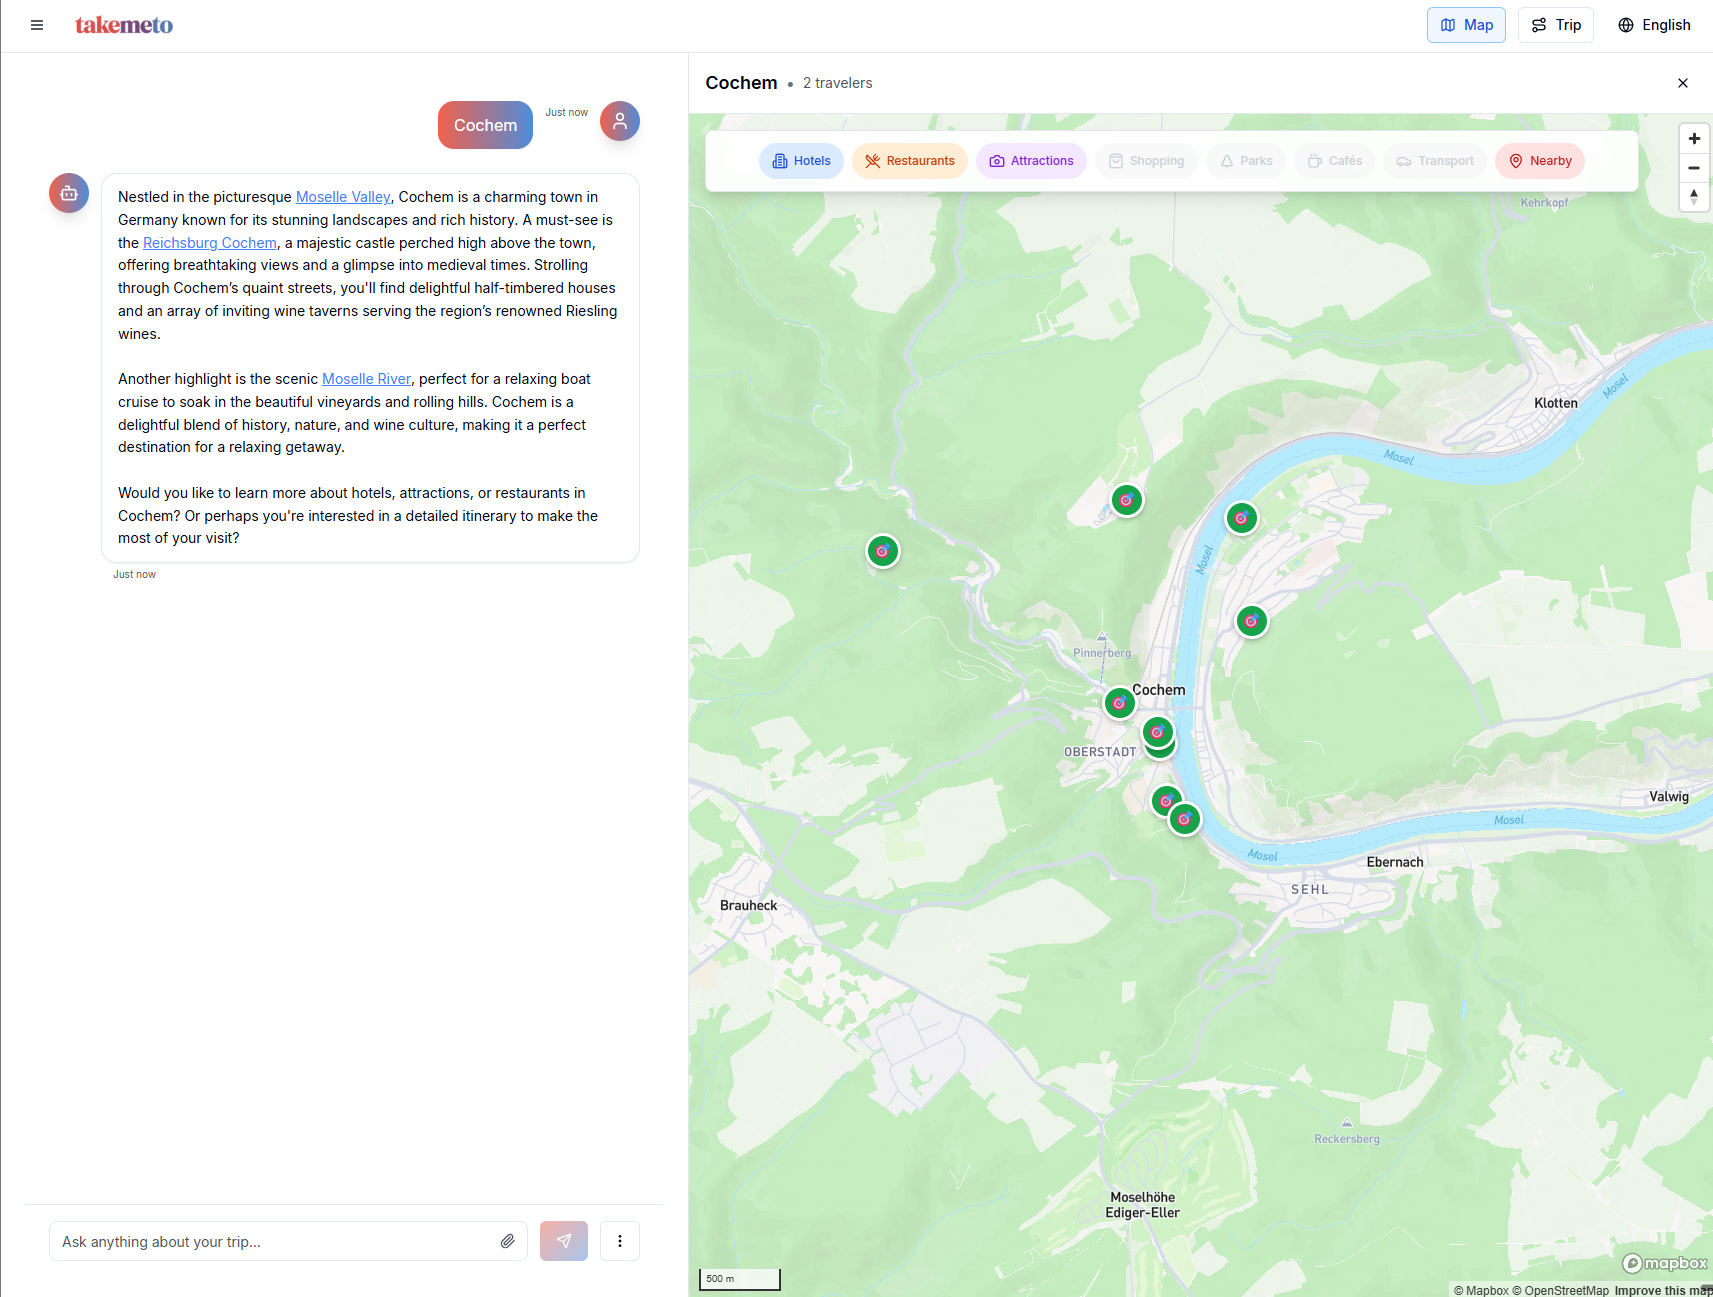 takemeto
Map
Trip
English
Cochem
Just now
Nestled in the picturesque Moselle Valley, Cochem is a charming town in
Germany known for its stunning landscapes and rich history. A must-see is
the Reichsburg Cochem, a majestic castle perched high above the town,
offering breathtaking views and a glimpse into medieval times. Strolling
through Cochem’s quaint streets, you'll find delightful half-timbered houses
and an array of inviting wine taverns serving the region’s renowned Riesling
wines.
Another highlight is the scenic Moselle River, perfect for a relaxing boat
cruise to soak in the beautiful vineyards and rolling hills. Cochem is a
delightful blend of history, nature, and wine culture, making it a perfect
destination for a relaxing getaway.
Would you like to learn more about hotels, attractions, or restaurants in
Cochem? Or perhaps you're interested in a detailed itinerary to make the
most of your visit?
Just now
Ask anything about your trip...
Cochem • 2 travelers
Hotels
Restaurants
Attractions
Shopping
Parks
Cafés
Transport
Nearby
Kehrkopf
Klotten
Mosel
Mosel
Mosel
Pinnerberg
Cochem
OBERSTADT
Valwig
Mosel
Mosel
Ebernach
SEHL
Brauheck
Reckersberg
Moselhöhe
Ediger-Eller
500 m
mapbox
© Mapbox © OpenStreetMap Improve this map